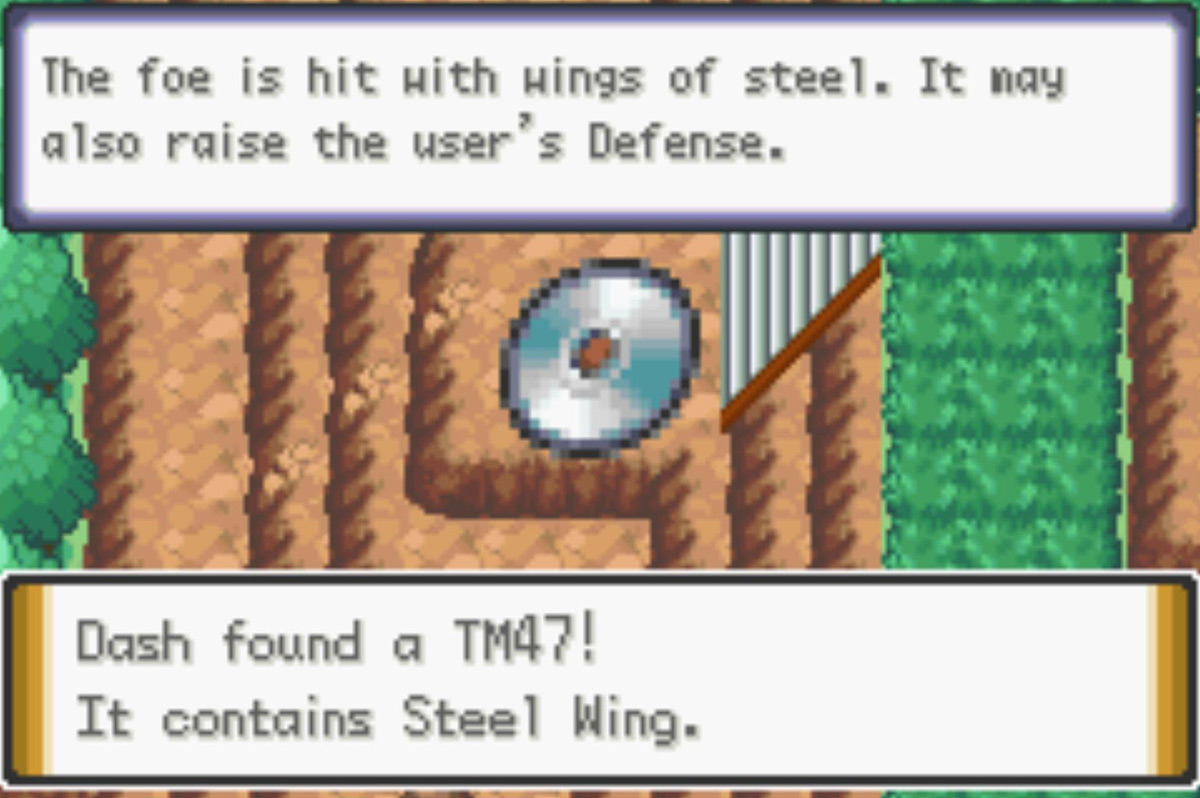 The foe is hit with wings of steel. It may
also raise the user's Defense.
Dash found a TM47!
It contains Steel Wing.